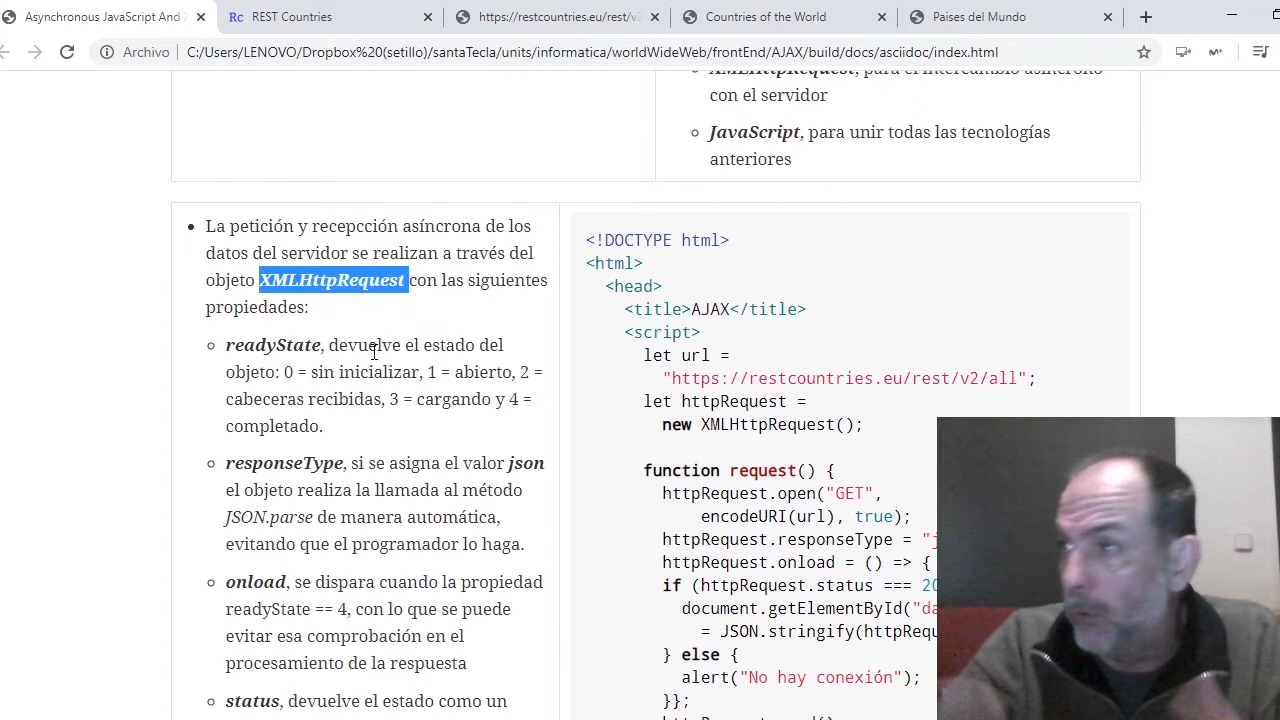 Asynchronous JavaScript And X
REST Countries
https://restcountries.eu/rest/v2
Countries of the World
Paises del Mundo
Archivo
C:/Users/LENOVO/Dropbox%20(setillo)/santaTecla/units/informatica/worldWideWeb/frontEnd/AJAX/build/docs/asciidoc/index.html
XMLHttpRequest, para el intercambio asíncrono
con el servidor
JavaScript, para unir todas las tecnologías
anteriores
La petición y recepcción asíncrona de los
datos del servidor se realizan a través del
objeto XMLHttpRequest con las siguientes
propiedades:
readyState, devuelve el estado del
objeto: 0 = sin inicializar, 1 = abierto, 2 =
cabeceras recibidas, 3 = cargando y 4 =
completado.
responseType, si se asigna el valor json
el objeto realiza la llamada al método
JSON.parse de manera automática,
evitando que el programador lo haga.
onload, se dispara cuando la propiedad
readyState == 4, con lo que se puede
evitar esa comprobación en el
procesamiento de la respuesta
status, devuelve el estado como un
<!DOCTYPE html>
<html>
<head>
<title>AJAX</title>
<script>
let url =
"https://restcountries.eu/rest/v2/all";
let httpRequest =
new XMLHttpRequest();
function request() {
httpRequest.open("GET",
encodeURI(url), true);
httpRequest.responseType = "j
httpRequest.onload = () => {
if (httpRequest.status === 20
document.getElementById("da
= JSON.stringify(httpRequ
} else {
alert("No hay conexión");
}};